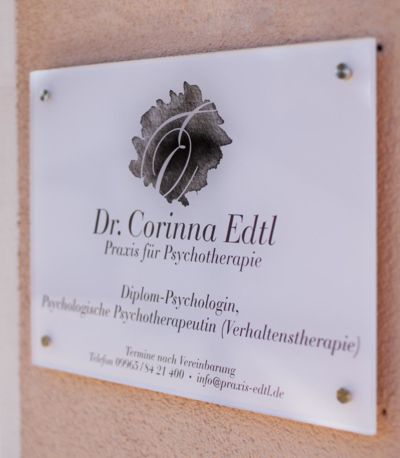 E
Dr. Corinna Edtl
Praxis für Psychotherapie
Diplom-Psychologin,
Psychologische Psychotherapeutin (Verhaltenstherapie)
Termine nach Vereinbarung
Telefon 09965 / 84 21 400 • info@praxis-edtl.de